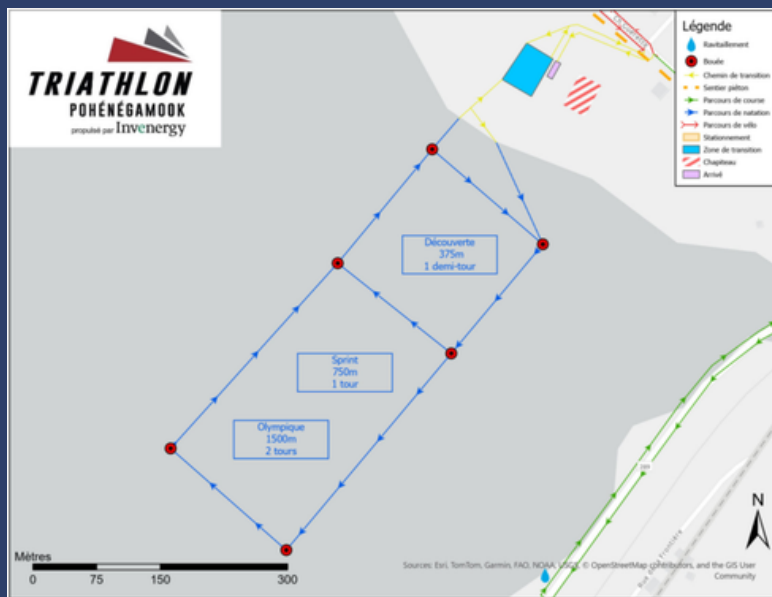 TRIATHLON
POHÉNÉGAMOOK
propulsé par Invenergy
Légende
Ravitaillement
Bouée
Chemin de transition
Sentier piéton
Parcours de course
Parcours de natation
Parcours de vélo
Stationnement
Zone de transition
Chapiteau
Arrivé
Découverte
375m
1 demi-tour
Sprint
750m
1 tour
Olympique
1500m
2 tours
289
N
Mètres
0 75 150 300
Sources: Esri, TomTom, Garmin, FAO, NOAA, USGS, © OpenStreetMap contributors, and the GIS User
Community